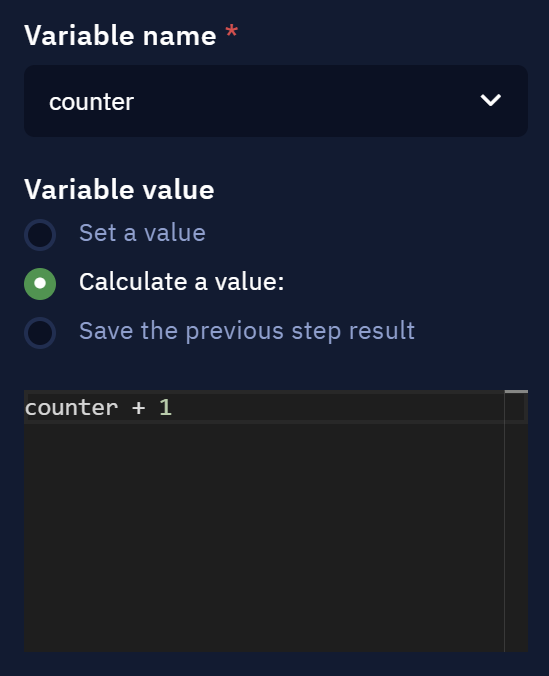 Variable name *
counter
Variable value
Set a value
Calculate a value:
Save the previous step result
counter + 1